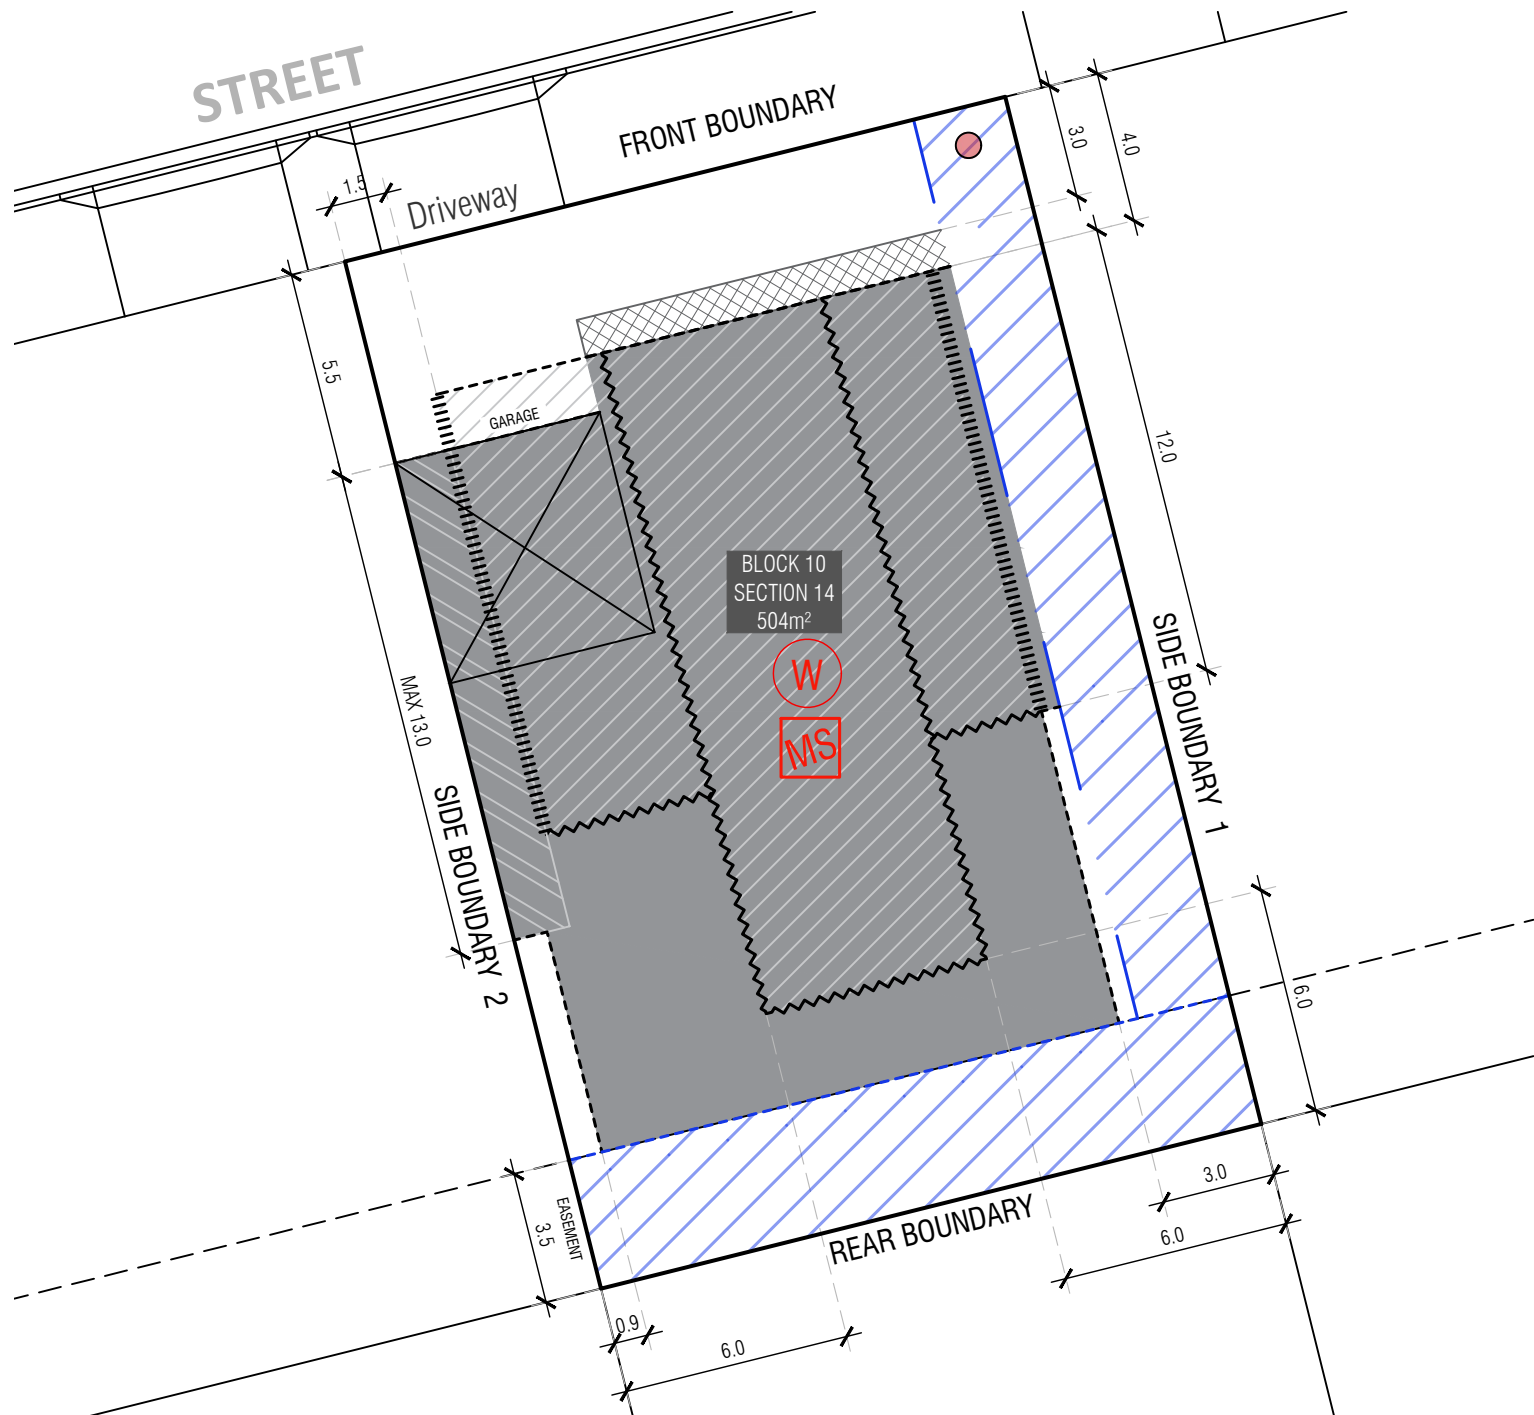 STREET
FRONT BOUNDARY
3.0
4.0
1.5
Driveway
5.5
GARAGE
12.0
BLOCK 10
SECTION 14
504m²
W
MS
SIDE BOUNDARY 1
MAX 13.0
SIDE BOUNDARY 2
6.0
EASEMENT
3.5
REAR BOUNDARY
3.0
6.0
0.9
6.0